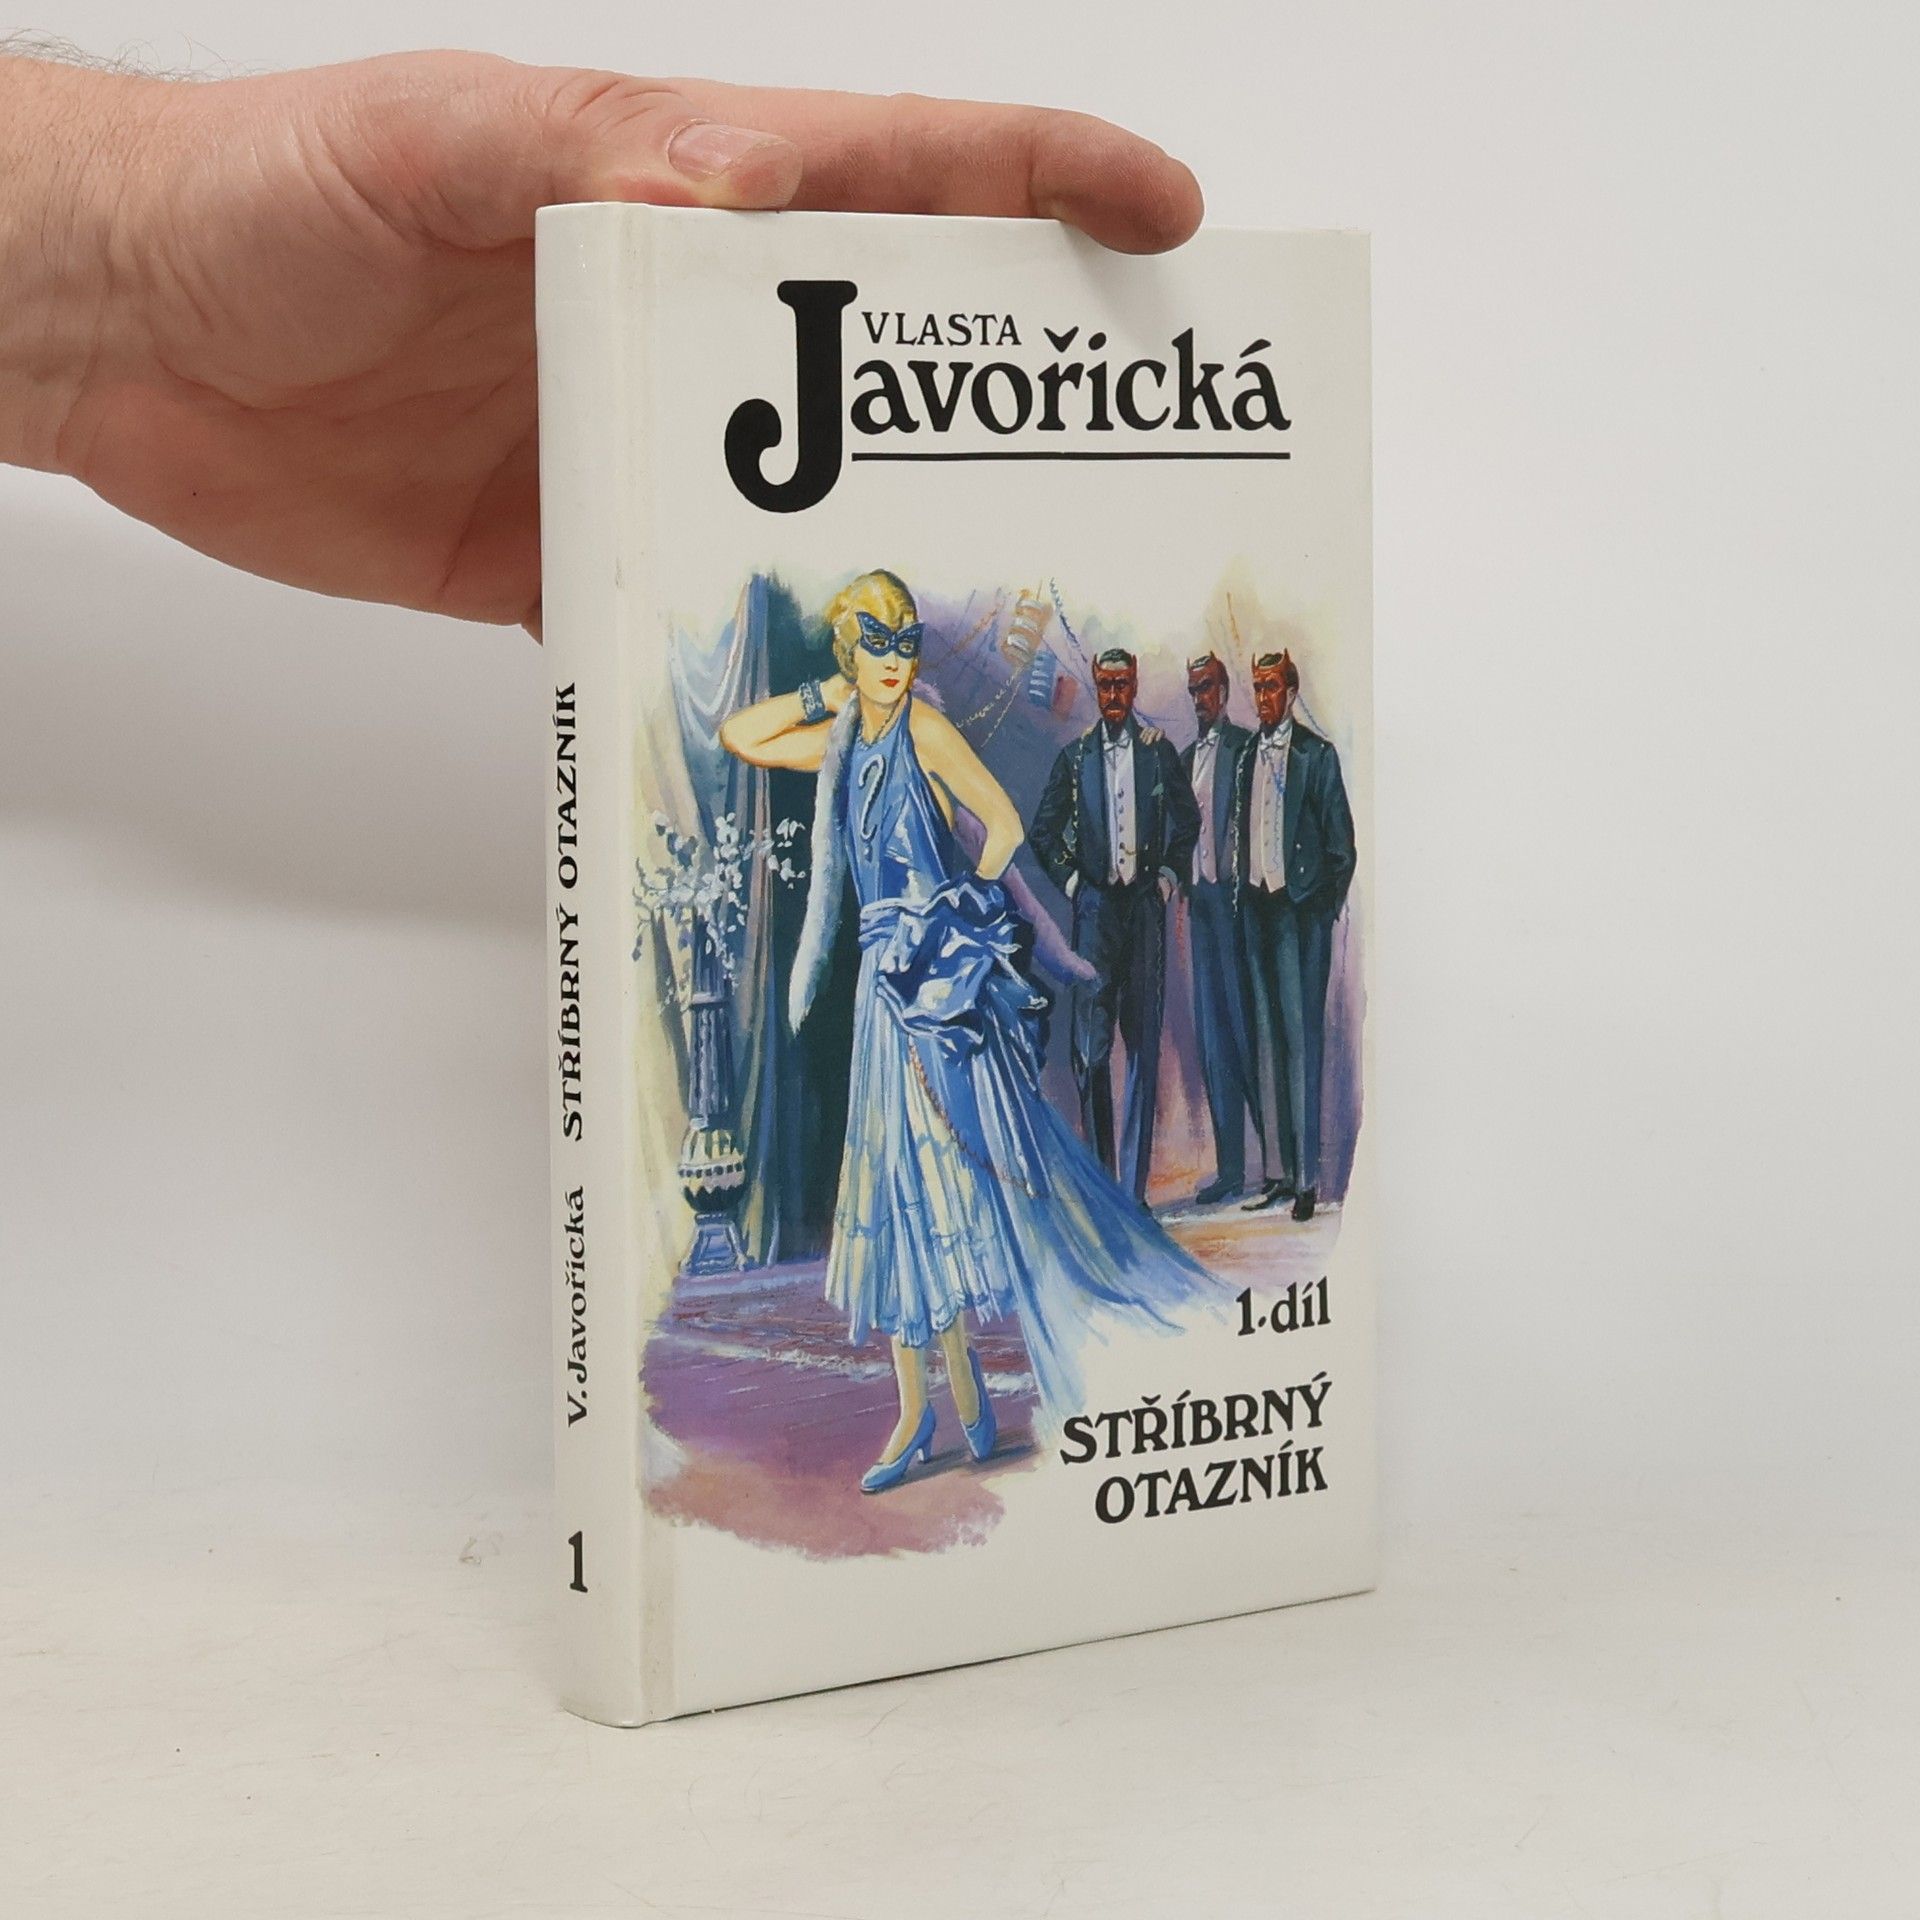 VLASTA
Javořická
1. díl
STŘÍBRNÝ
OTAZNÍK
V. Javořická STŘÍBRNÝ OTAZNÍK 1